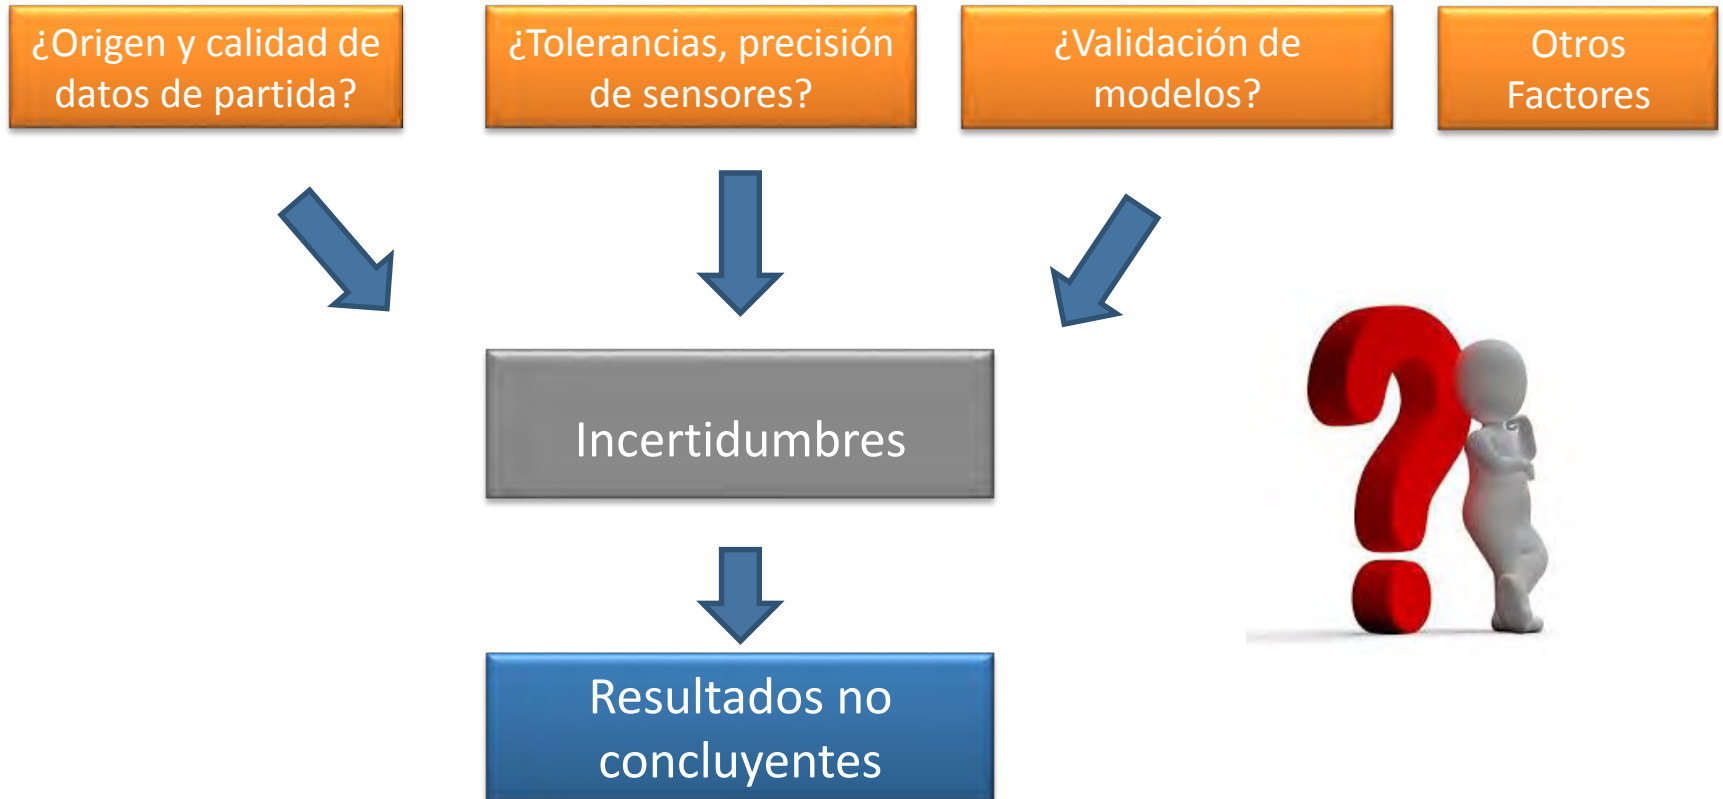 ¿Origen y calidad de
datos de partida?
¿Tolerancias, precisión
de sensores?
¿Validación de
modelos?
Otros
Factores
Incertidumbres
Resultados no
concluyentes